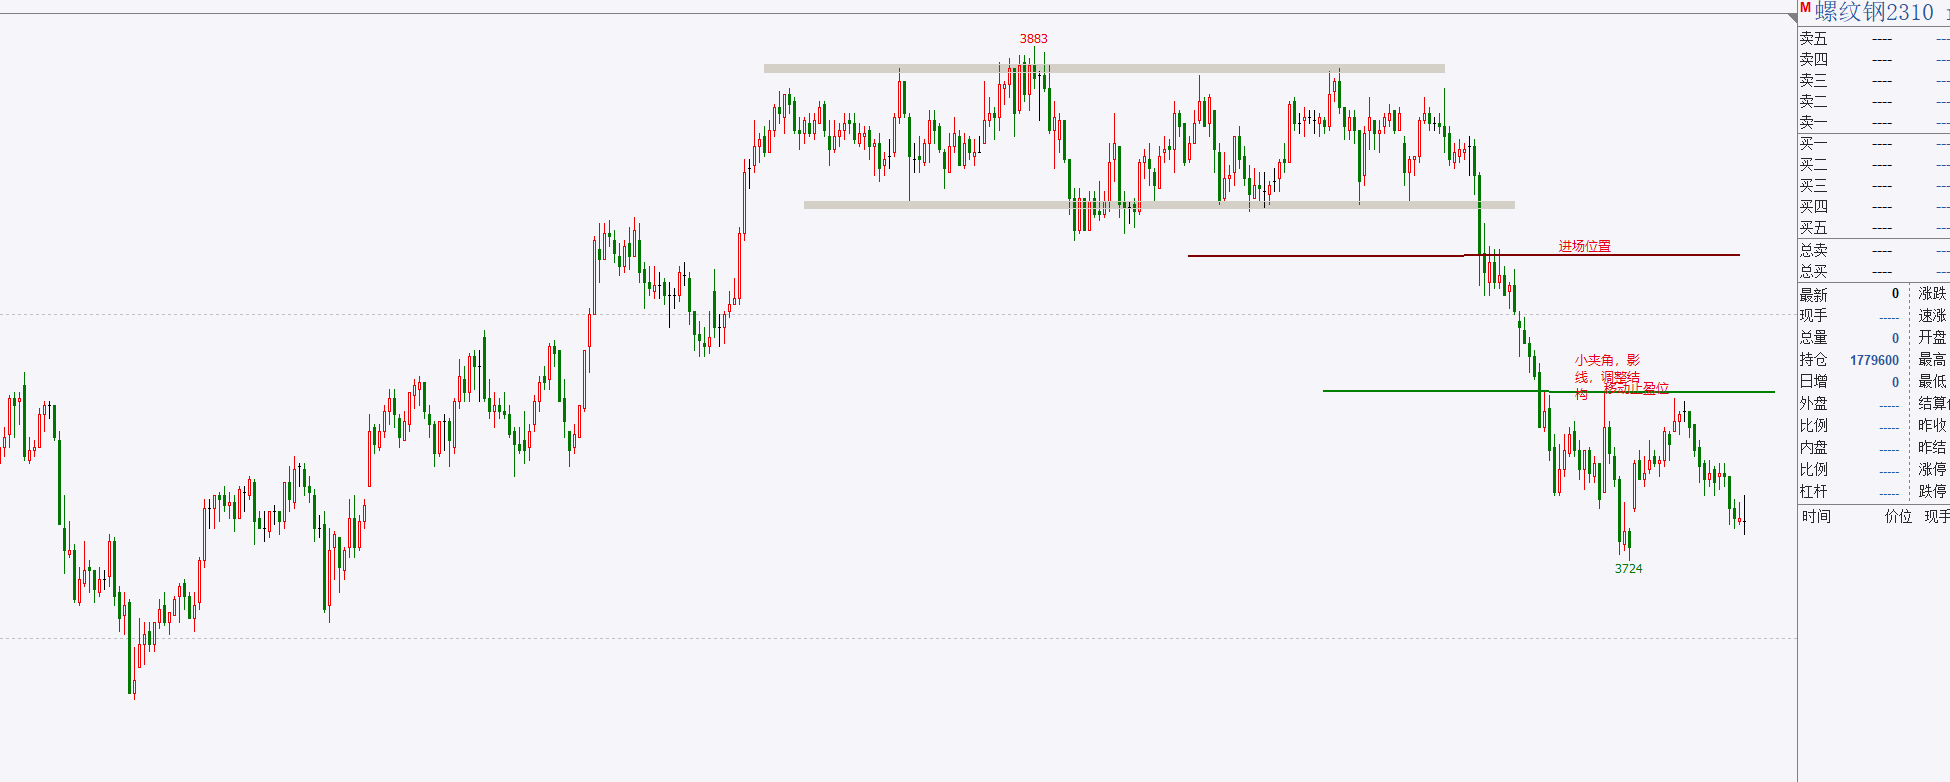 M 螺纹钢2310
3883
卖五 ---- ---
卖四 ---- ---
卖三 ---- ---
卖二 ---- ---
卖一 ---- ---
买一 ---- ---
买二 ---- ---
买三 ---- ---
买四 ---- ---
买五 ---- ---
总卖 ---- ---
总买 ---- ---
最新 0 涨跌
现手 ----- 速涨
总量 0 开盘
持仓 1779600 最高
日增 0 最低
外盘 ----- 结算
比例 ----- 昨收
内盘 ----- 昨结
比例 ----- 涨停
杠杆 ----- 跌停
时间 价位 现手
进场位置
小夹角，影
线，调整结
构
移动止盈位
3724